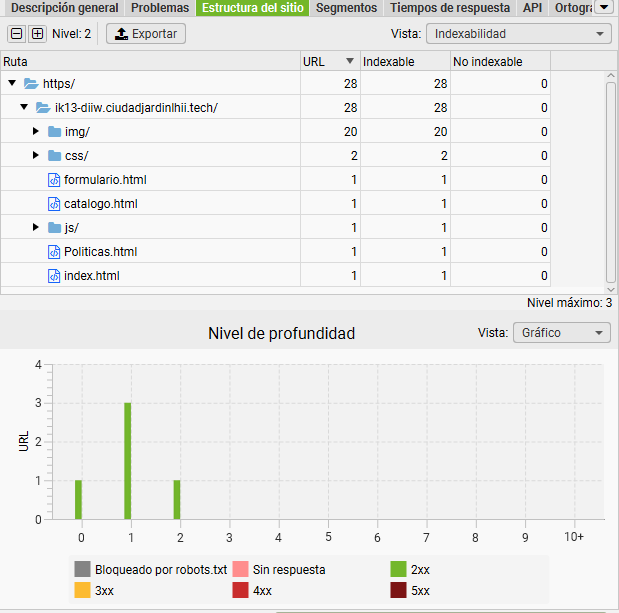 Descripción general Problemas Estructura del sitio Segmentos Tiempos de respuesta API Ortogra
Nivel: 2 Exportar Vista: Indexabilidad
Ruta URL Indexable No indexable
https/ 28 28 0
ik13-diiw.ciudadjardinlhii.tech/ 28 28 0
img/ 20 20 0
css/ 2 2 0
formulario.html 1 1 0
catalogo.html 1 1 0
js/ 1 1 0
Politicas.html 1 1 0
index.html 1 1 0
Nivel máximo: 3
Nivel de profundidad Vista: Gráfico
4
3
2
1
0
URL
0 1 2 3 4 5 6 7 8 9 10+
Bloqueado por robots.txt Sin respuesta 2xx
3xx 4xx 5xx